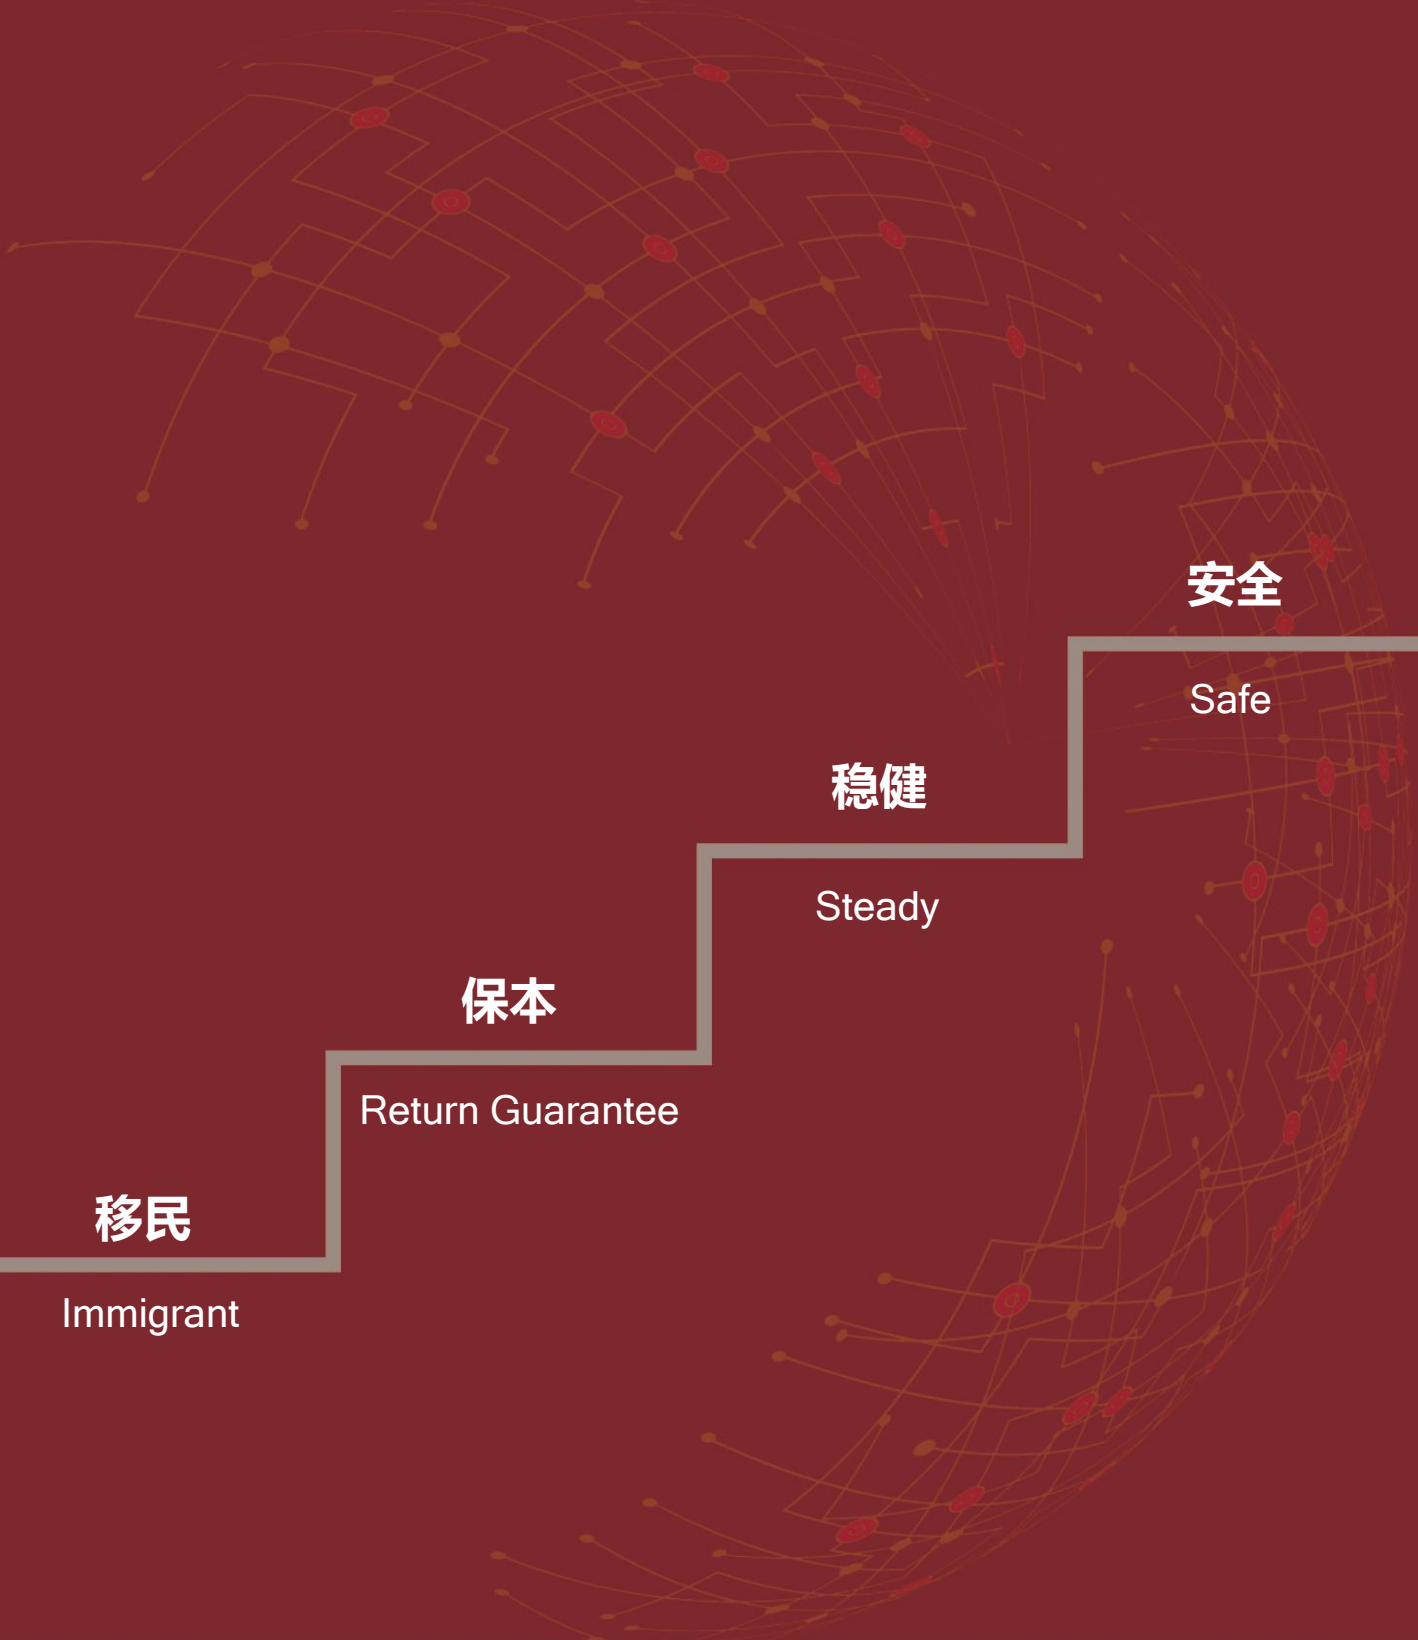 安全
Safe
稳健
Steady
保本
Return Guarantee
移民
Immigrant